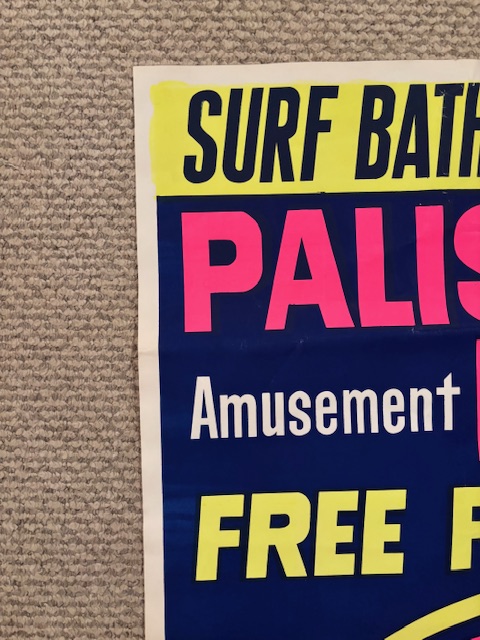 SURF BATH
PALIS
Amusement
FREE